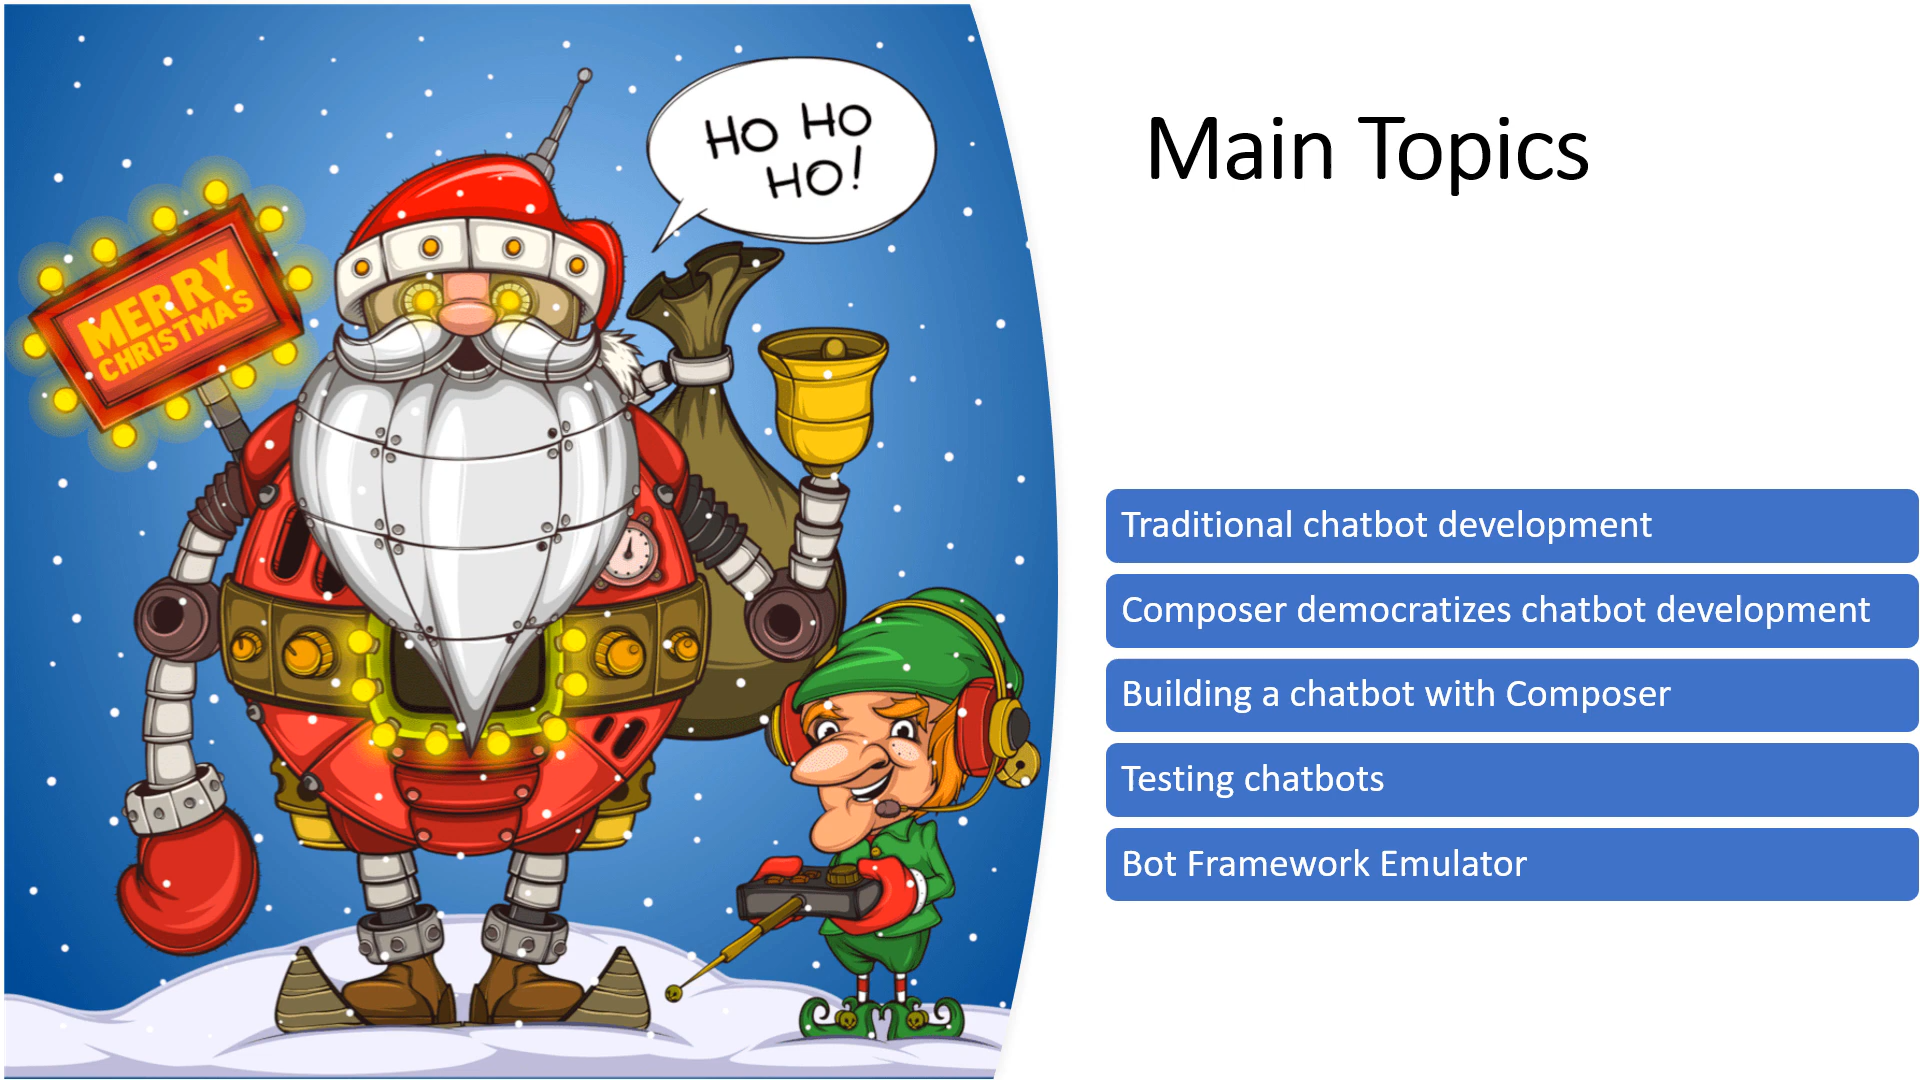 HO HO
HO!
MERRY
CHRISTMAS
Main Topics
Traditional chatbot development
Composer democratizes chatbot development
Building a chatbot with Composer
Testing chatbots
Bot Framework Emulator